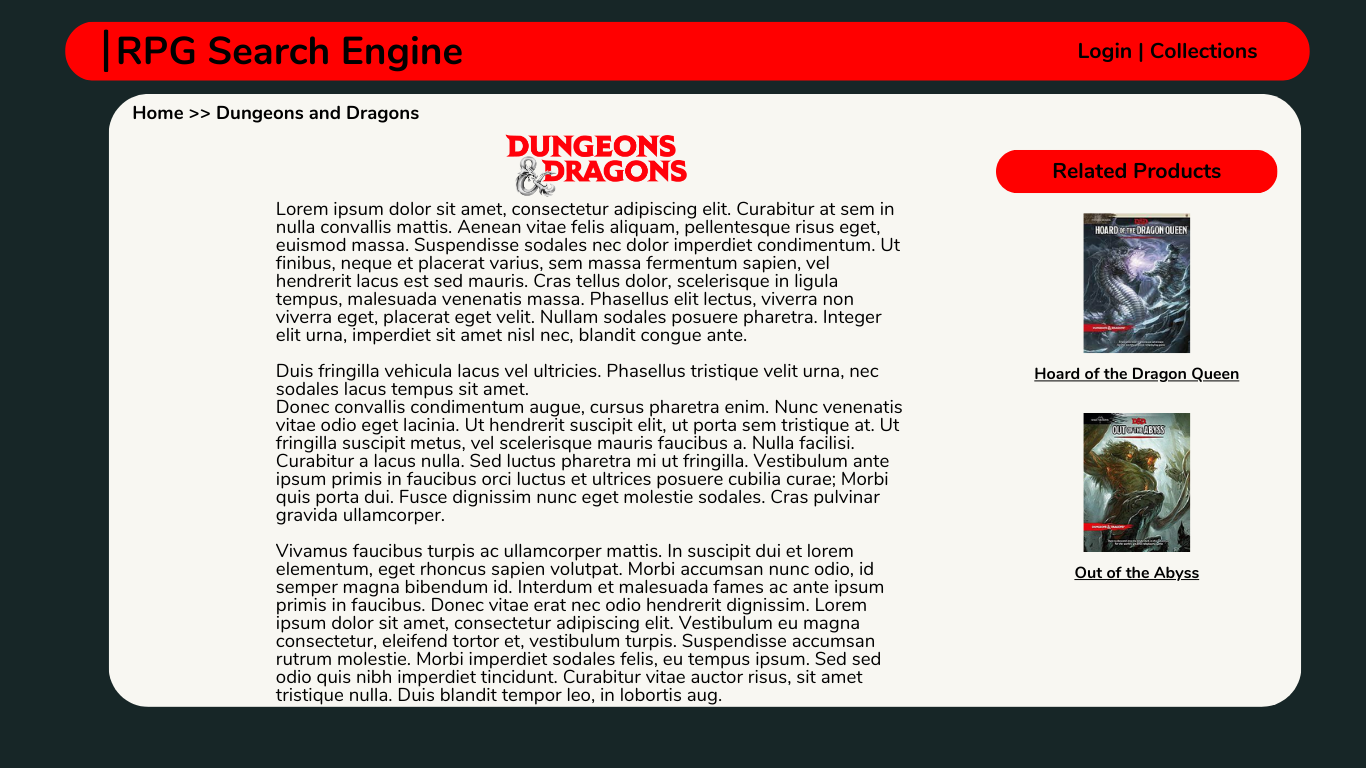 RPG Search Engine
Login | Collections
Home >> Dungeons and Dragons
DUNGEONS
& DRAGONS
Lorem ipsum dolor sit amet, consectetur adipiscing elit. Curabitur at sem in
nulla convallis mattis. Aenean vitae felis aliquam, pellentesque risus eget,
euismod massa. Suspendisse sodales nec dolor imperdiet condimentum. Ut
finibus, neque et placerat varius, sem massa fermentum sapien, vel
hendrerit lacus est sed mauris. Cras tellus dolor, scelerisque in ligula
tempus, malesuada venenatis massa. Phasellus elit lectus, viverra non
viverra eget, placerat eget velit. Nullam sodales posuere pharetra. Integer
elit urna, imperdiet sit amet nisl nec, blandit congue ante.
Duis fringilla vehicula lacus vel ultricies. Phasellus tristique velit urna, nec
sodales lacus tempus sit amet.
Donec convallis condimentum augue, cursus pharetra enim. Nunc venenatis
vitae odio eget lacinia. Ut hendrerit suscipit elit, ut porta sem tristique at. Ut
fringilla suscipit metus, vel scelerisque mauris faucibus a. Nulla facilisi.
Curabitur a lacus nulla. Sed luctus pharetra mi ut fringilla. Vestibulum ante
ipsum primis in faucibus orci luctus et ultrices posuere cubilia curae; Morbi
quis porta dui. Fusce dignissim nunc eget molestie sodales. Cras pulvinar
gravida ullamcorper.
Vivamus faucibus turpis ac ullamcorper mattis. In suscipit dui et lorem
elementum, eget rhoncus sapien volutpat. Morbi accumsan nunc odio, id
semper magna bibendum id. Interdum et malesuada fames ac ante ipsum
primis in faucibus. Donec vitae erat nec odio hendrerit dignissim. Lorem
ipsum dolor sit amet, consectetur adipiscing elit. Vestibulum eu magna
consectetur, eleifend tortor et, vestibulum turpis. Suspendisse accumsan
rutrum molestie. Morbi imperdiet sodales felis, eu tempus ipsum. Sed sed
odio quis nibh imperdiet tincidunt. Curabitur vitae auctor risus, sit amet
tristique nulla. Duis blandit tempor leo, in lobortis aug.
Related Products
HOARD OF THE DRAGON QUEEN
DUNGEONS & DRAGONS
Hoard of the Dragon Queen
D&D
OUT OF THE ABYSS
DUNGEONS & DRAGONS
Out of the Abyss